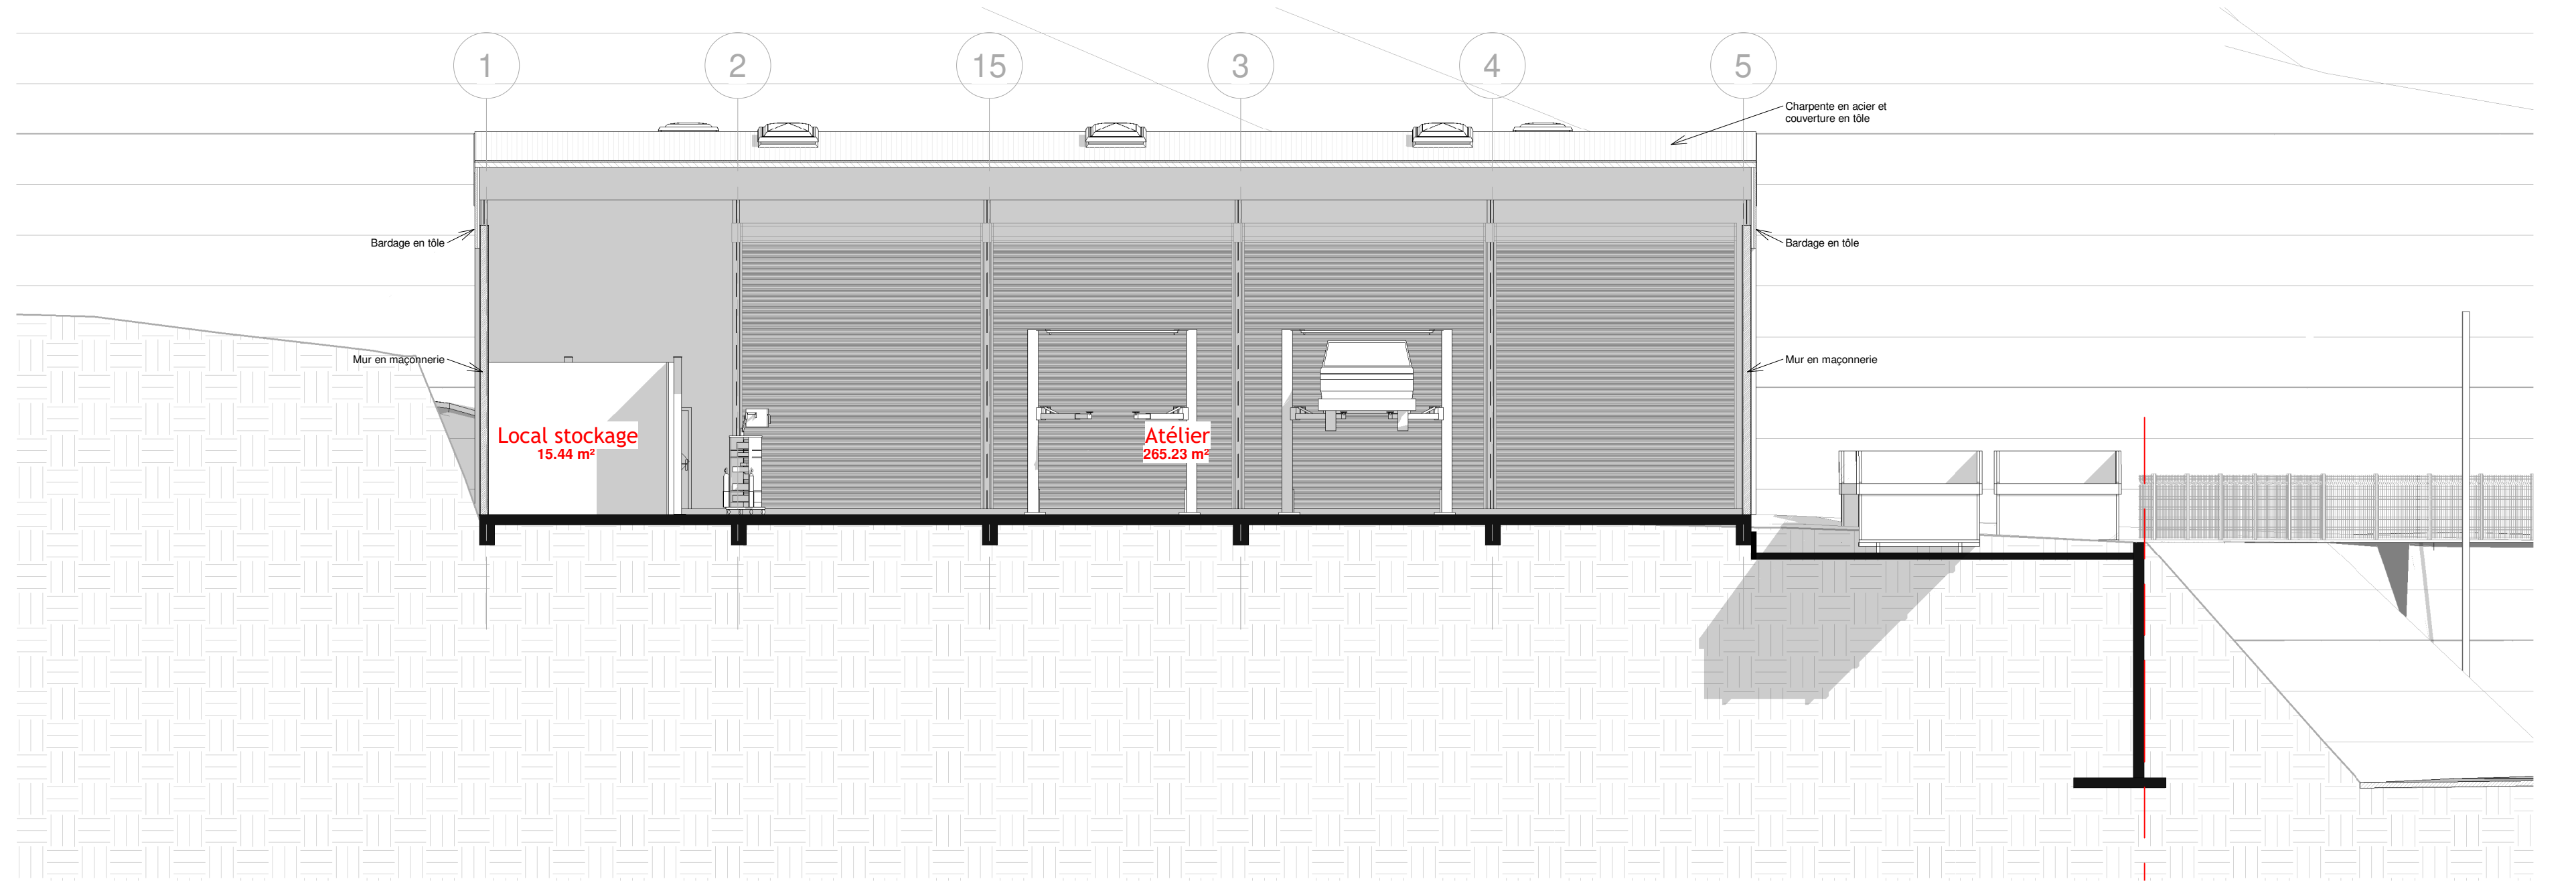 1
2
15
3
4
5
Charpente en acier et
couverture en tôle
Bardage en tôle
Bardage en tôle
Mur en maçonnerie
Mur en maçonnerie
Local stockage
15.44 m²
Atélier
265.23 m²